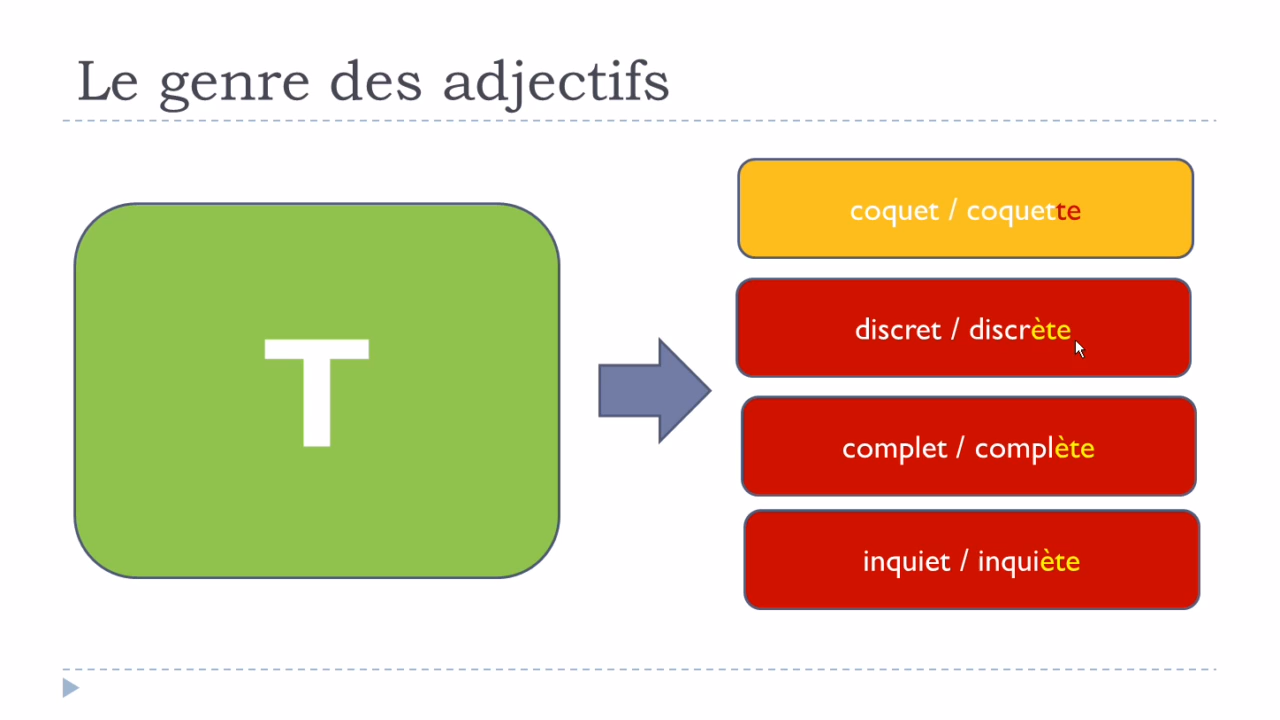 Le genre des adjectifs
T
coquet / coquette
discret / discrète
complet / complète
inquiet / inquiète